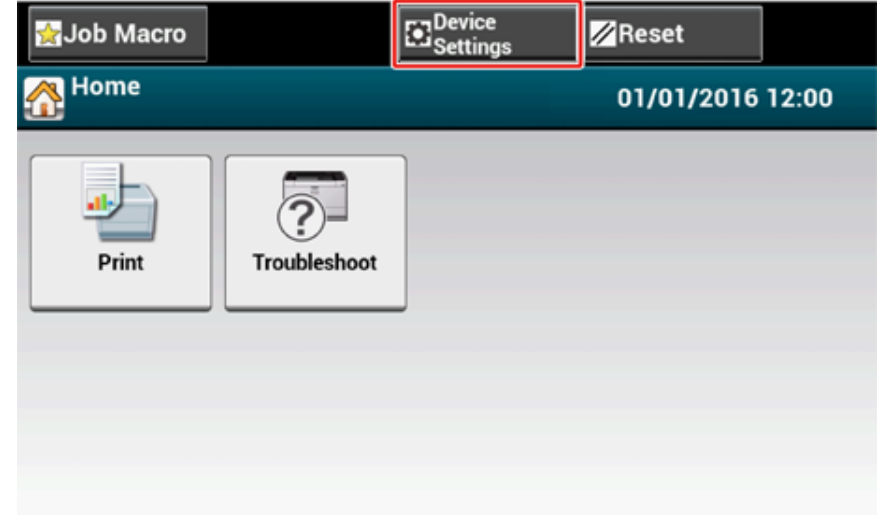 Job Macro
Device
Settings
Reset
Home
01/01/2016 12:00
Print
Troubleshoot